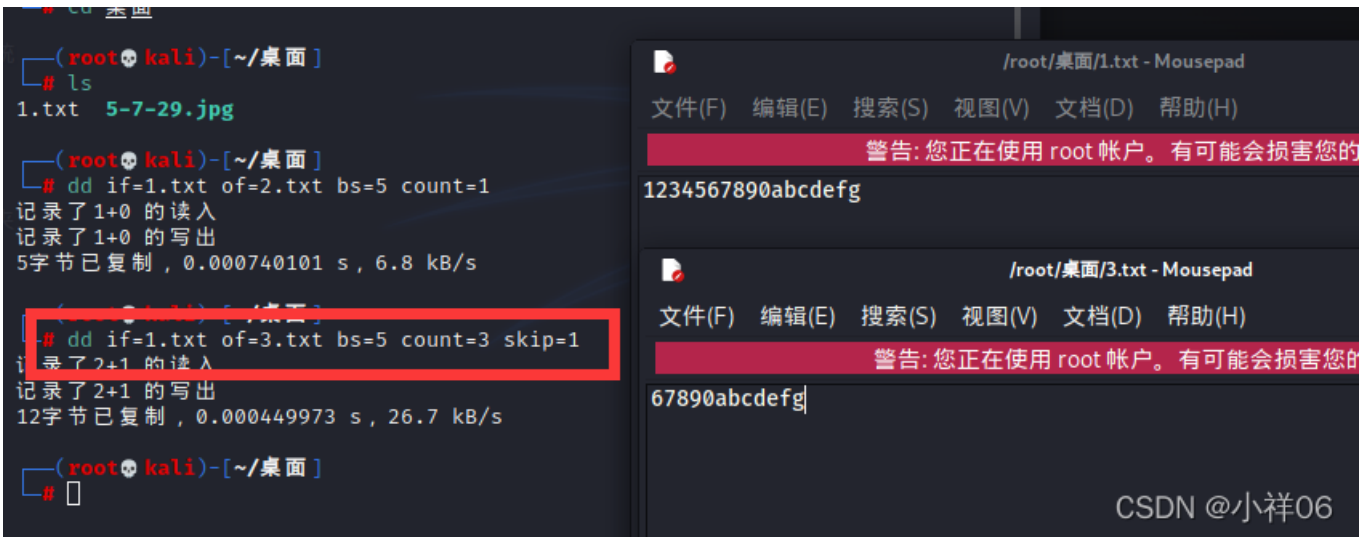 # cd 桌面
(root💀kali)-[~/桌面]
# ls
1.txt 5-7-29.jpg
(root💀kali)-[~/桌面]
# dd if=1.txt of=2.txt bs=5 count=1
记录了1+0 的读入
记录了1+0 的写出
5字节已复制，0.000740101 s，6.8 kB/s
(root💀kali)-[~/桌面]
# dd if=1.txt of=3.txt bs=5 count=3 skip=1
记录了2+1 的读入
记录了2+1 的写出
12字节已复制，0.000449973 s，26.7 kB/s
(root💀kali)-[~/桌面]
#
/root/桌面/1.txt - Mousepad
文件(F) 编辑(E) 搜索(S) 视图(V) 文档(D) 帮助(H)
警告: 您正在使用 root 帐户。有可能会损害您的
1234567890abcdefg
/root/桌面/3.txt - Mousepad
文件(F) 编辑(E) 搜索(S) 视图(V) 文档(D) 帮助(H)
警告: 您正在使用 root 帐户。有可能会损害您的
67890abcdefg
CSDN @小祥06